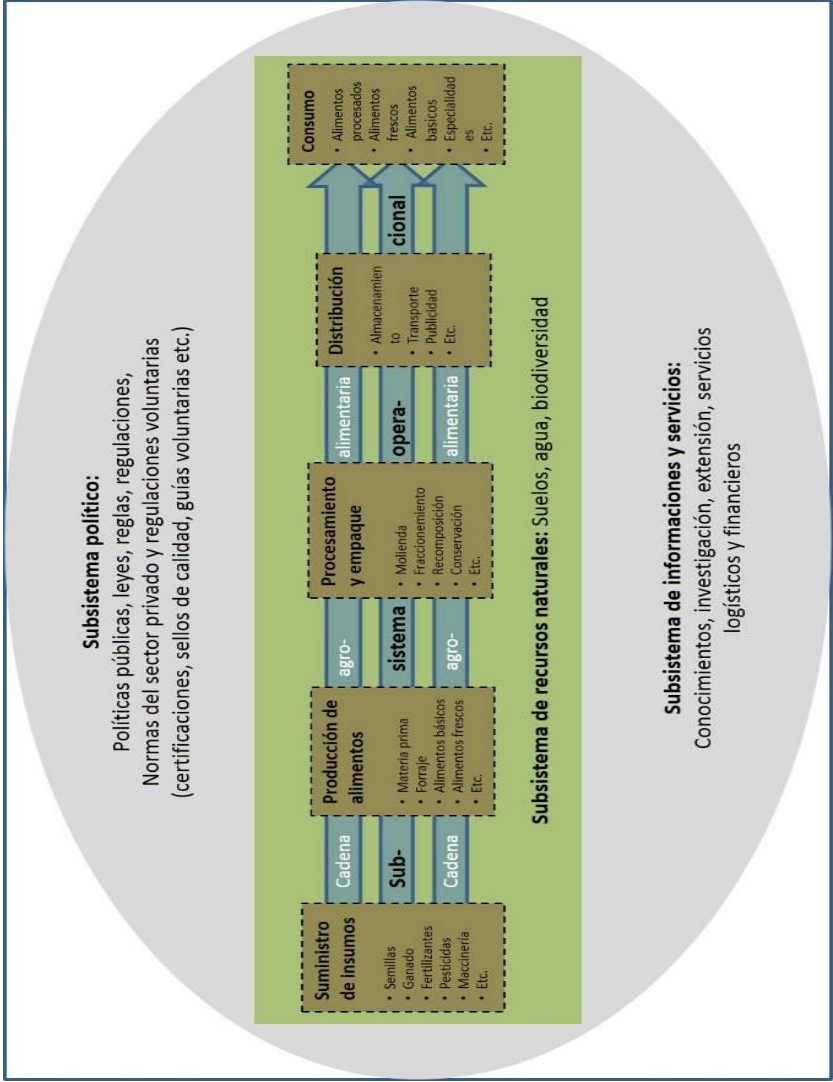 Subsistema político:
Políticas públicas, leyes, reglas, regulaciones,
Normas del sector privado y regulaciones voluntarias
(certificaciones, sellos de calidad, guías voluntarias etc.)
Suministro
de insumos
• Semillas
• Ganado
• Fertilizantes
• Pesticidas
• Maccinería
• Etc.
Cadena
Sub-
Cadena
Producción de
alimentos
• Materia prima
• Forraje
• Alimentos básicos
• Alimentos frescos
• Etc.
agro-
sistema
agro-
Procesamiento
y empaque
• Molienda
• Fraccionemiento
• Recomposición
• Conservación
• Etc.
alimentaria
opera-
alimentaria
Distribución
• Almacenamien
to
• Transporte
• Publicidad
• Etc.
cional
Consumo
• Alimentos
procesados
• Alimentos
frescos
• Alimentos
basicos
• Especialidad
es
• Etc.
Subsistema de recursos naturales: Suelos, agua, biodiversidad
Subsistema de informaciones y servicios:
Conocimientos, investigación, extensión, servicios
logísticos y financieros